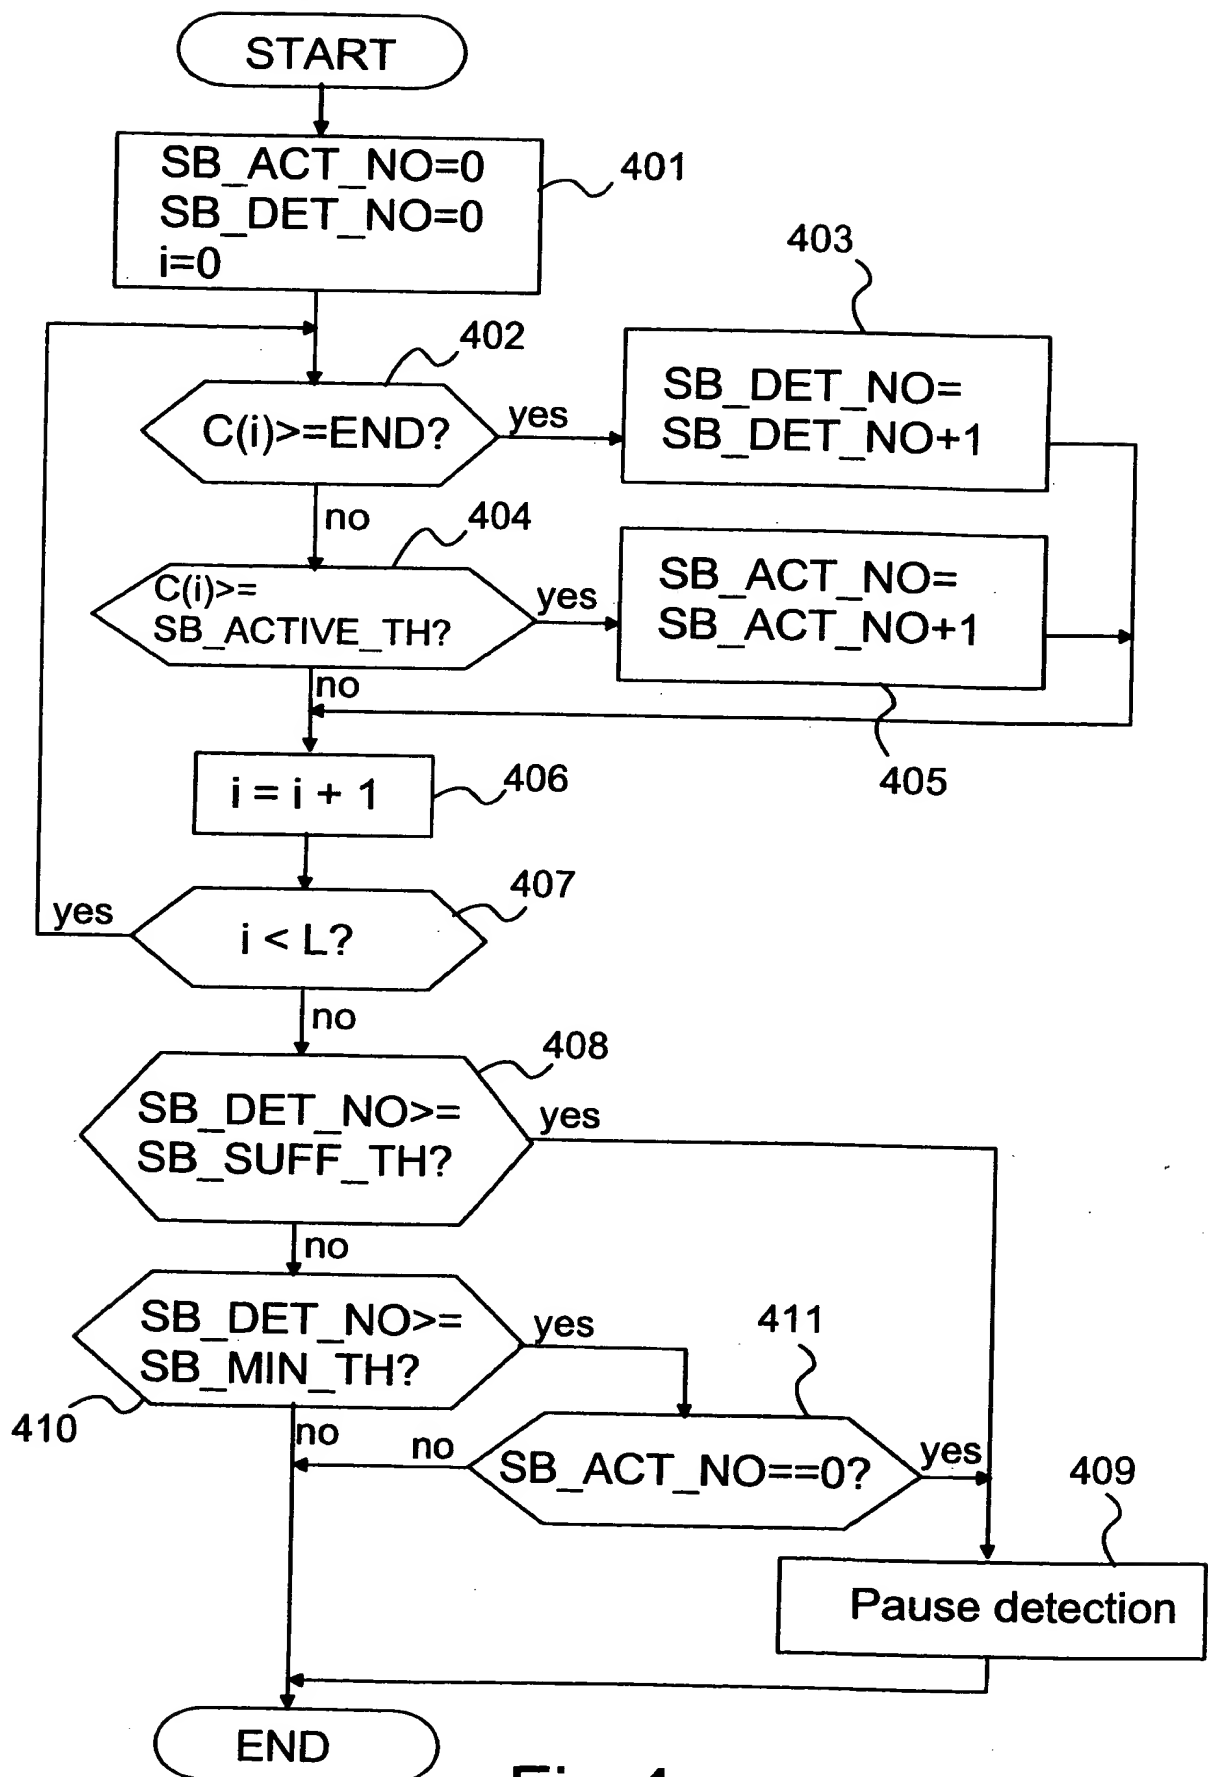 START
SB_ACT_NO=0
SB_DET_NO=0
i=0
401
403
402
C(i)>=END?
yes
SB_DET_NO=
SB_DET_NO+1
no
404
C(i)>=
SB_ACTIVE_TH?
yes
SB_ACT_NO=
SB_ACT_NO+1
no
405
i = i + 1
406
407
yes
i < L?
no
408
SB_DET_NO>=
SB_SUFF_TH?
yes
no
SB_DET_NO>=
SB_MIN_TH?
yes
411
410
no
no
SB_ACT_NO==0?
yes
409
Pause detection
END